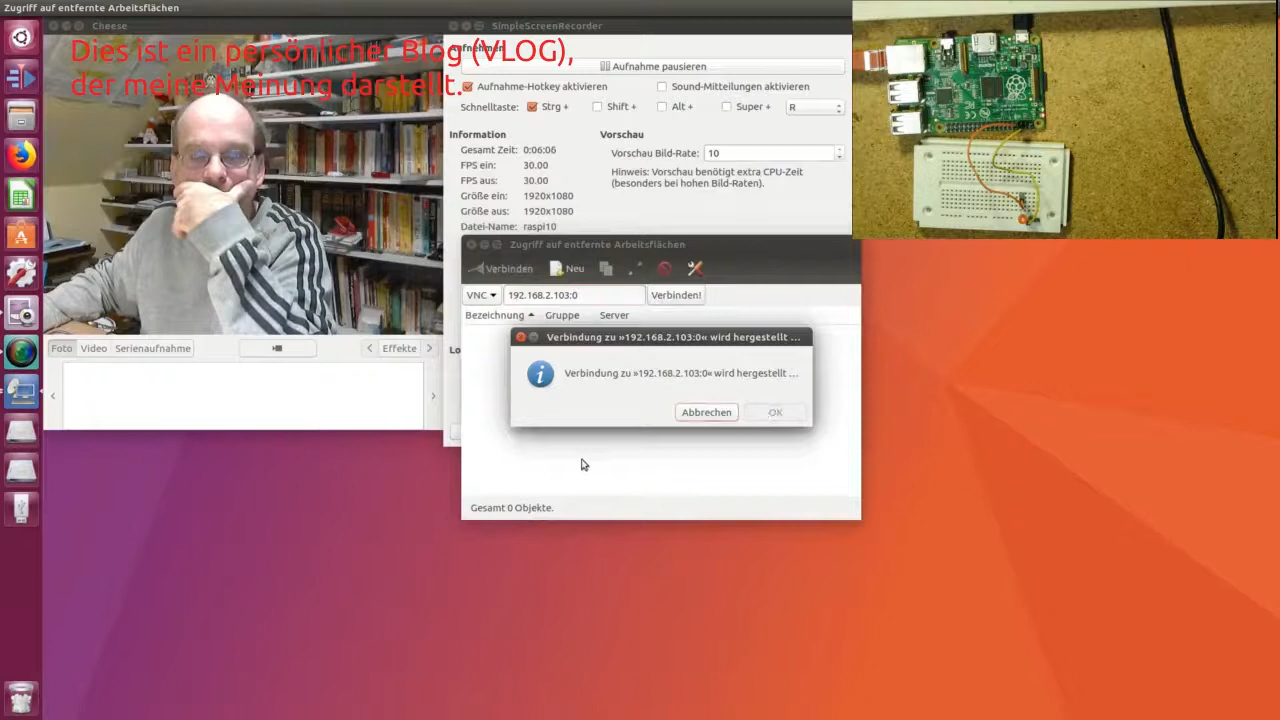 Zugriff auf entfernte Arbeitsflächen
Cheese
Dies ist ein persönlicher Blog (VLOG),
der meine Meinung darstellt.
Foto Video Serienaufnahme Effekte
SimpleScreenRecorder
Aufnehmen
Aufnahme pausieren
Aufnahme-Hotkey aktivieren Sound-Mitteilungen aktivieren
Schnelltaste: Strg + Shift + Alt + Super + R
Information Vorschau
Gesamt Zeit: 0:06:06
Vorschau Bild-Rate: 10
FPS ein: 30.00
Hinweis: Vorschau benötigt extra CPU-Zeit
(besonders bei hohen Bild-Raten).
FPS aus: 30.00
Größe ein: 1920x1080
Größe aus: 1920x1080
Datei-Name: raspi10
Lo
Zugriff auf entfernte Arbeitsflächen
Verbinden Neu
VNC 192.168.2.103:0 Verbinden!
Bezeichnung Gruppe Server
Verbindung zu »192.168.2.103:0« wird hergestellt ...
Verbindung zu »192.168.2.103:0« wird hergestellt ...
Abbrechen OK
Gesamt 0 Objekte.